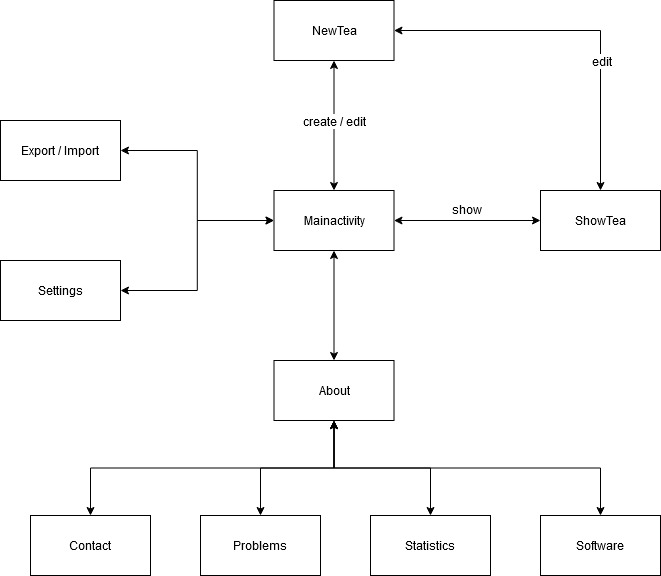 NewTea
edit
create / edit
Export / Import
Mainactivity
show
ShowTea
Settings
About
Contact
Problems
Statistics
Software